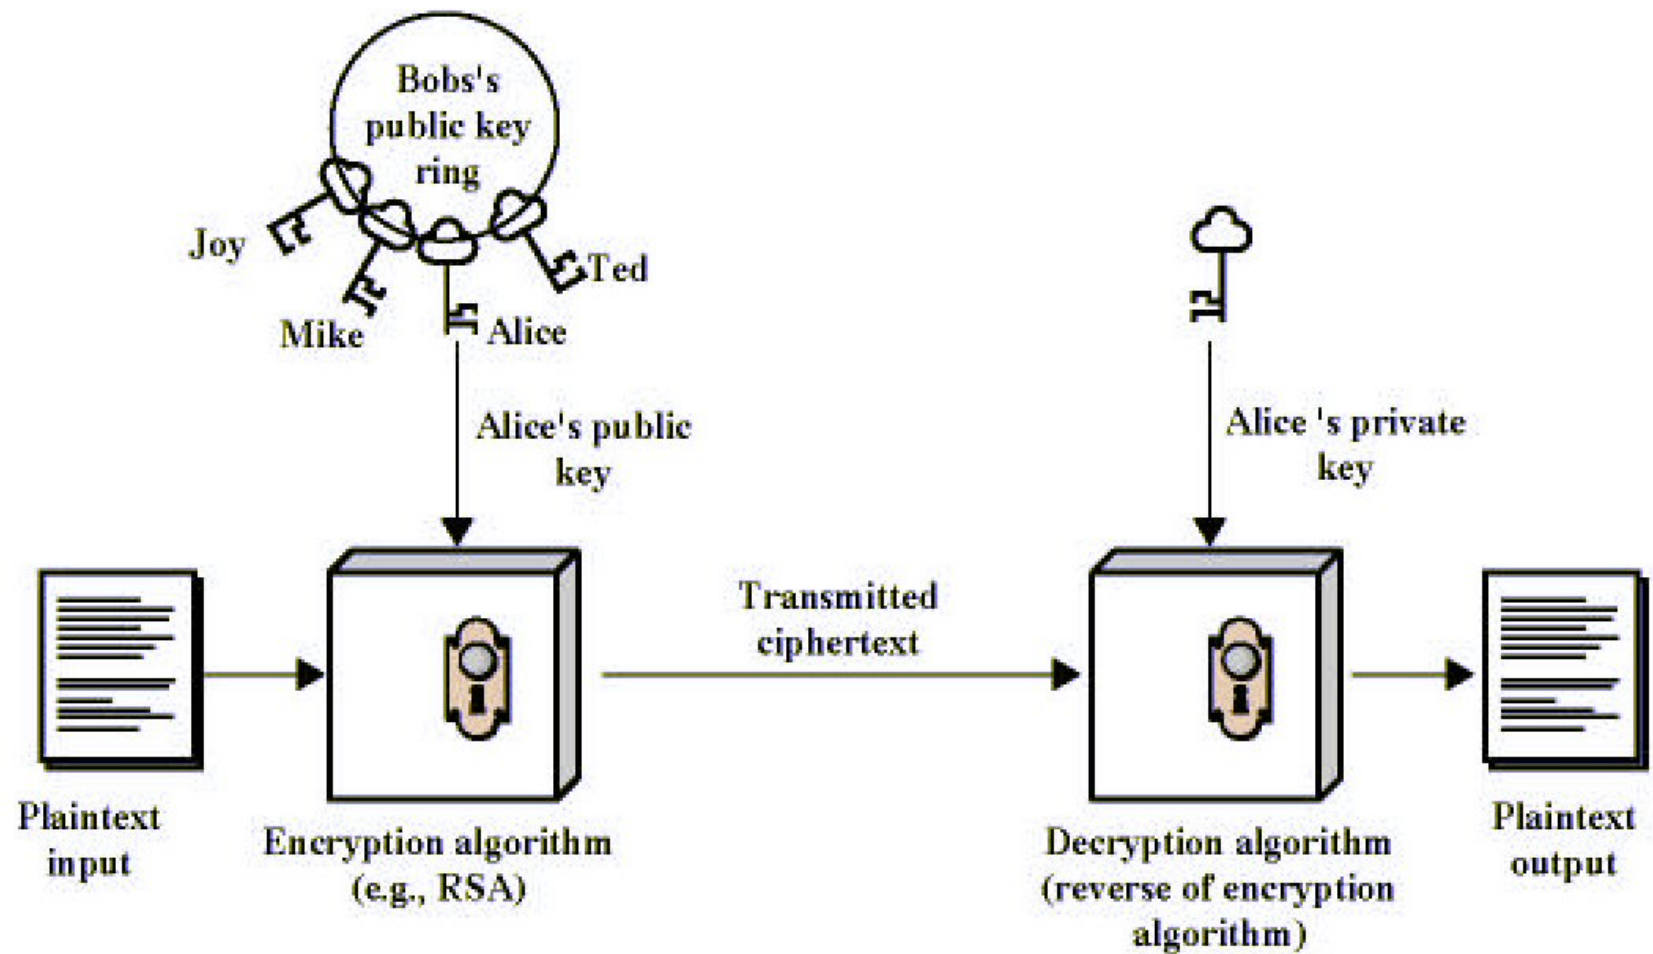 Bobs's
public key
ring
Joy
Mike
Alice
Ted
Alice's public
key
Alice 's private
key
Transmitted
ciphertext
Plaintext
input
Encryption algorithm
(e.g., RSA)
Decryption algorithm
(reverse of encryption
algorithm)
Plaintext
output